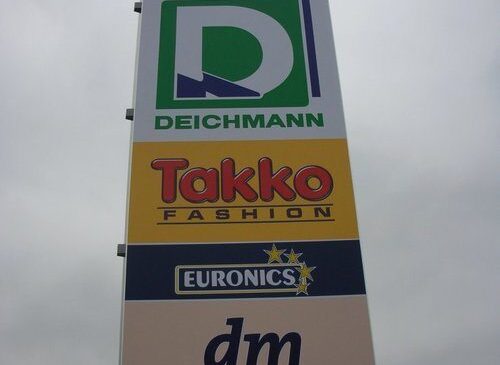 D
DEICHMANN
Takko
FASHION
EURONICS
dm